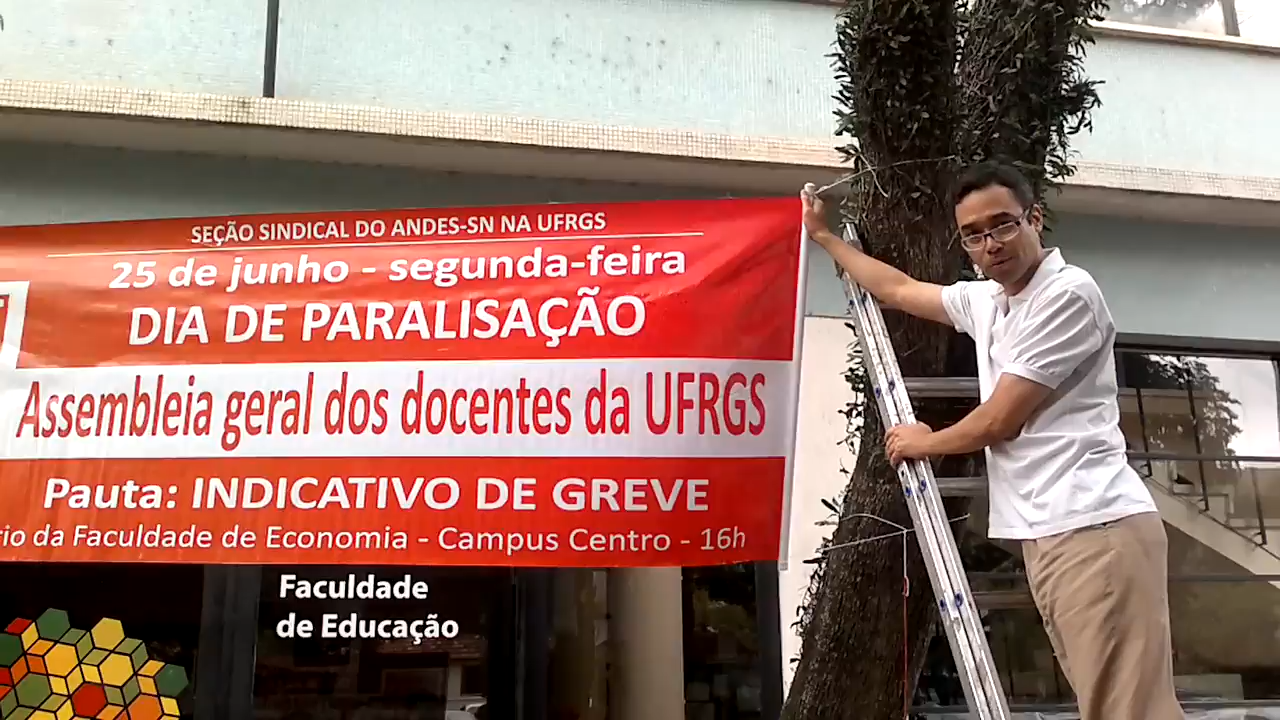 SEÇÃO SINDICAL DO ANDES-SN NA UFRGS
25 de junho - segunda-feira
DIA DE PARALISAÇÃO
Assembleia geral dos docentes da UFRGS
Pauta: INDICATIVO DE GREVE
da Faculdade de Economia - Campus Centro - 16h
Faculdade
de Educação